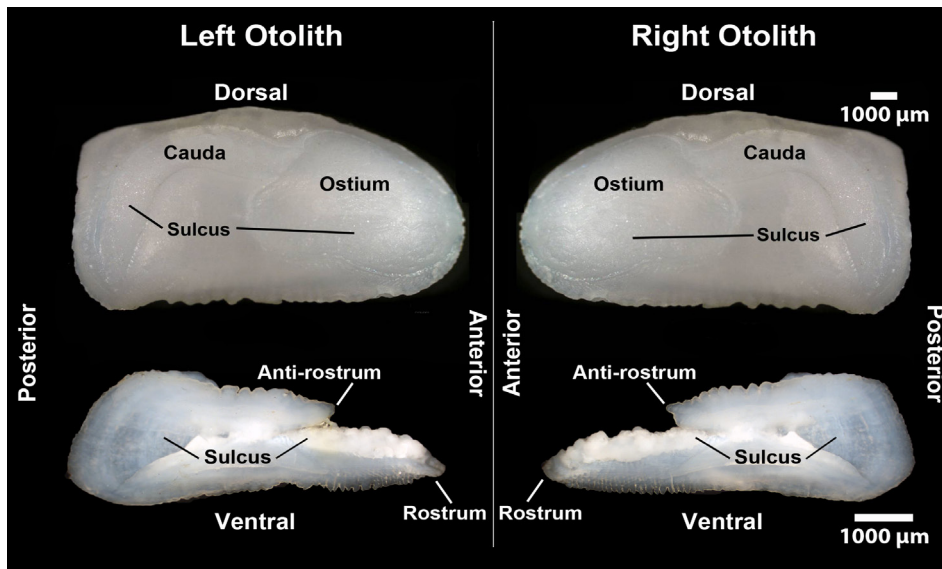 Left Otolith
Right Otolith
Dorsal
Dorsal
1000 µm
Cauda
Ostium
Sulcus
Cauda
Ostium
Sulcus
Posterior
Anterior
Anterior
Posterior
Anti-rostrum
Sulcus
Rostrum
Ventral
Anti-rostrum
Sulcus
Rostrum
Ventral
1000 µm